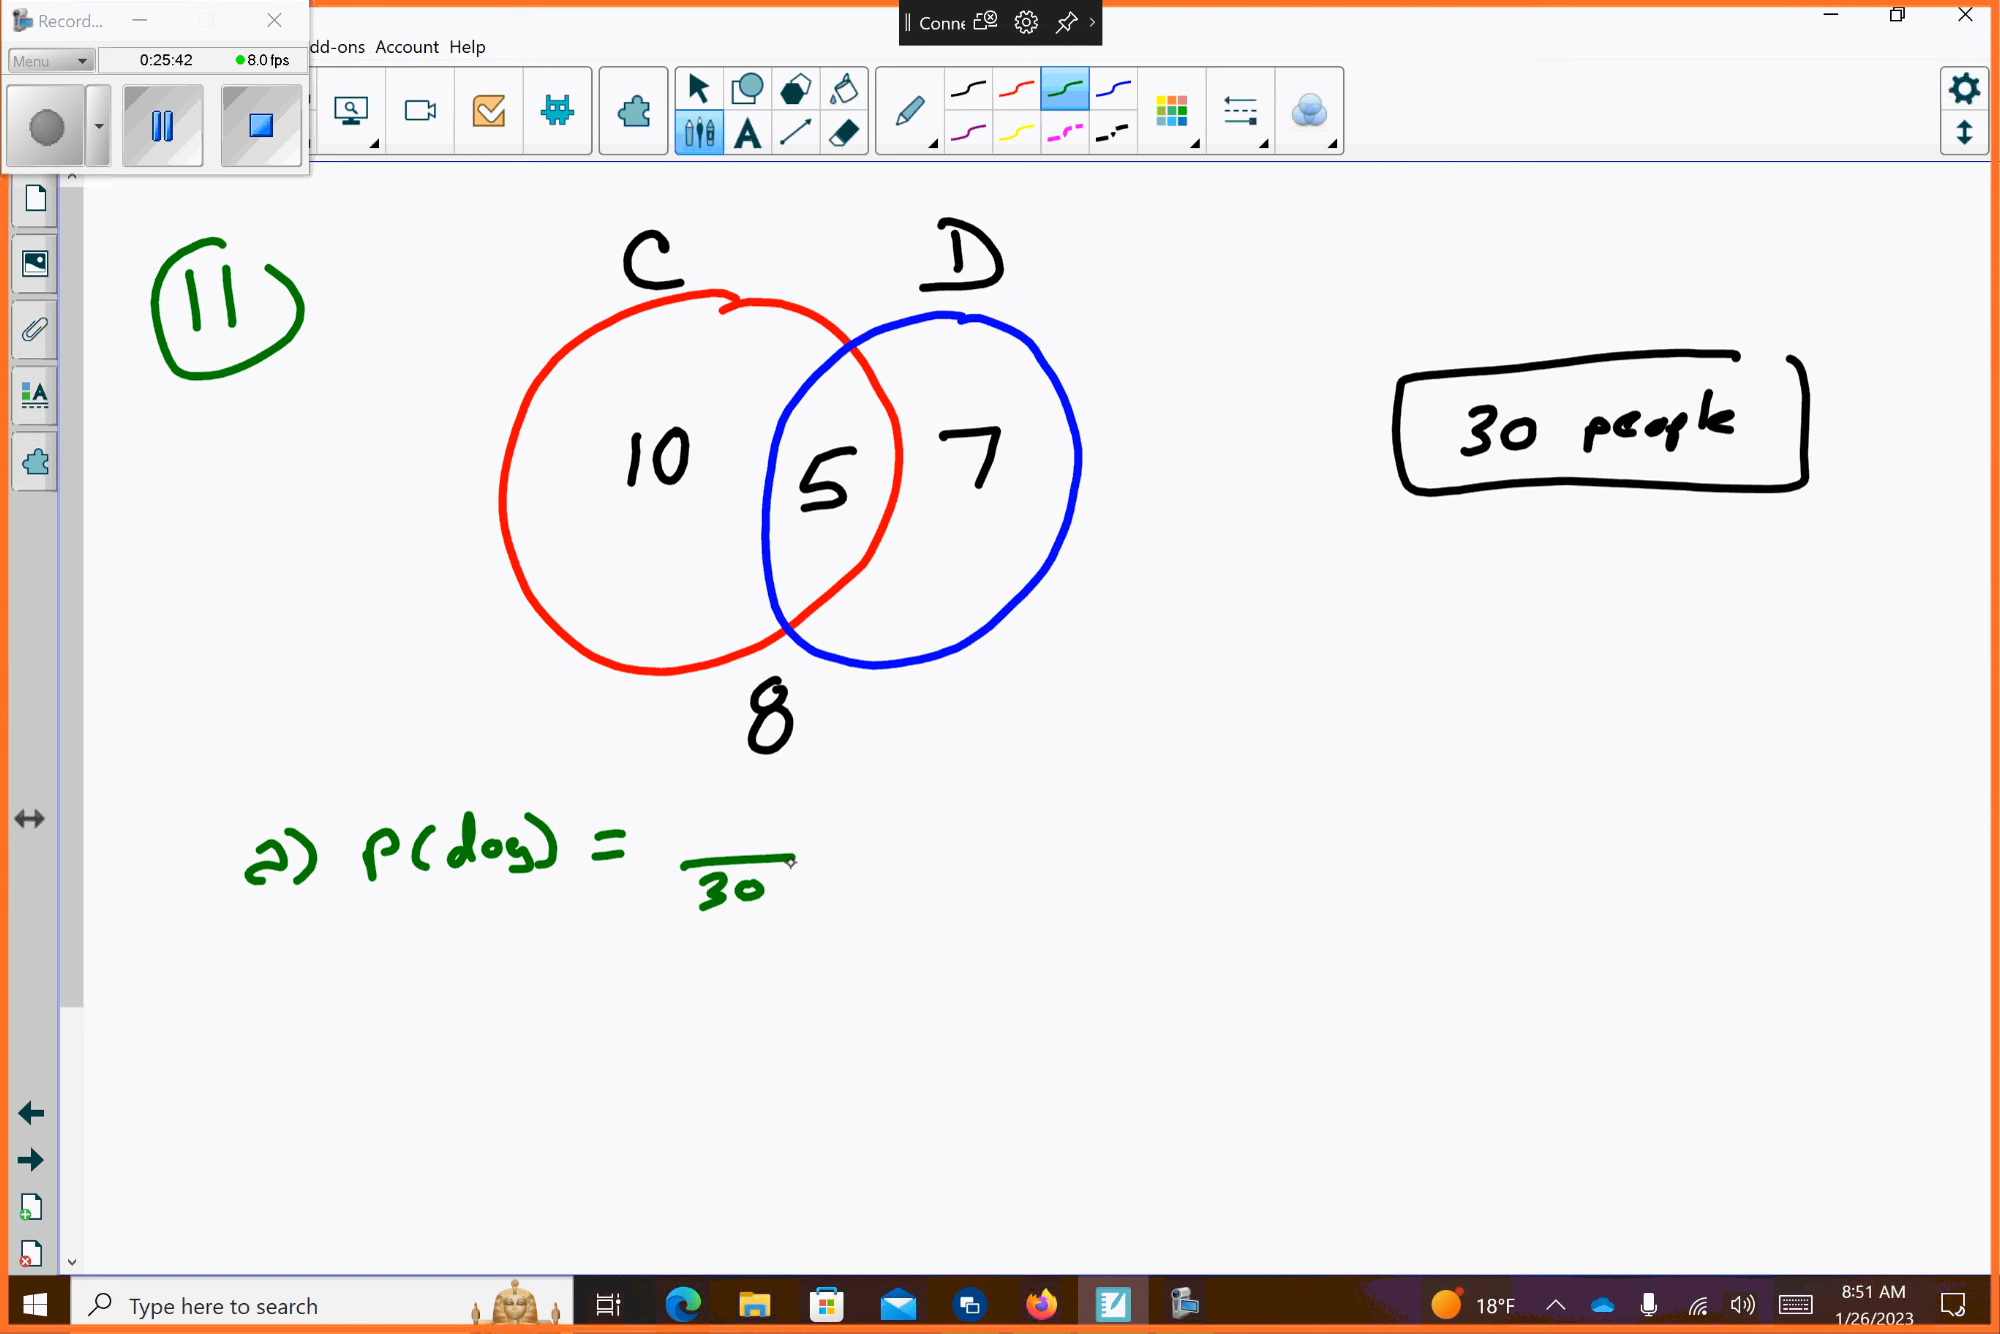 Record...
Conne
Menu
0:25:42
8.0 fps
dd-ons Account Help
A
A
11
C D
10 5 7
30 people
8
a) P(dog) = 
30
Type here to search
18°F
8:51 AM
1/26/2023